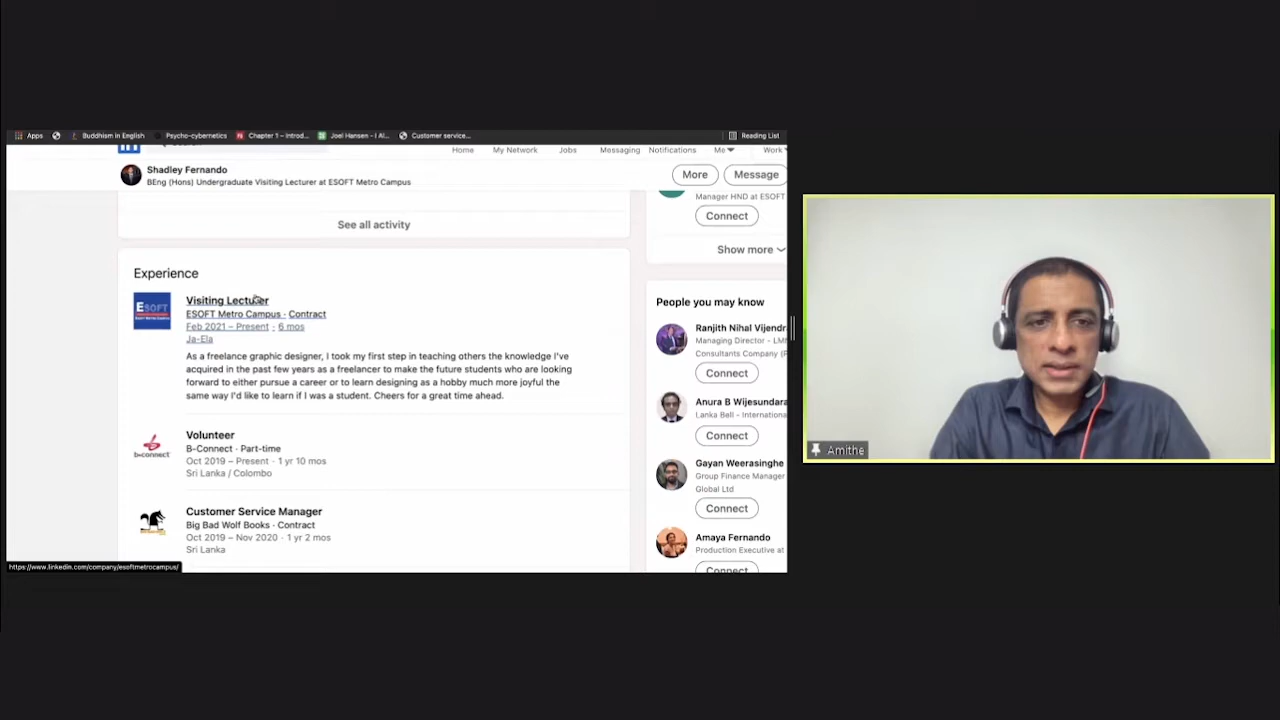 Apps
Buddhism in English
Psycho-cybernetics
Chapter 1 – Introd...
Joel Hansen - I Al...
Customer service...
Reading List
Home
My Network
Jobs
Messaging
Notifications
Me
Work
Shadley Fernando
BEng (Hons) Undergraduate Visiting Lecturer at ESOFT Metro Campus
More
Message
Manager HND at ESOFT
Connect
See all activity
Show more
Experience
ESOFT
Visiting Lecturer
ESOFT Metro Campus · Contract
Feb 2021 – Present · 6 mos
Ja-Ela
As a freelance graphic designer, I took my first step in teaching others the knowledge I've
acquired in the past few years as a freelancer to make the future students who are looking
forward to either pursue a career or to learn designing as a hobby much more joyful the
same way I'd like to learn if I was a student. Cheers for a great time ahead.
b-connect
Volunteer
B-Connect · Part-time
Oct 2019 – Present · 1 yr 10 mos
Sri Lanka / Colombo
Customer Service Manager
Big Bad Wolf Books · Contract
Oct 2019 – Nov 2020 · 1 yr 2 mos
Sri Lanka
https://www.linkedin.com/company/esoftmetrocampus/
People you may know
Ranjith Nihal Vijendr
Managing Director - LM
Consultants Company (P
Connect
Anura B Wijesundara
Lanka Bell - Internationa
Connect
Gayan Weerasinghe
Group Finance Manager
Global Ltd
Connect
Amaya Fernando
Production Executive at
Connect
Amithe